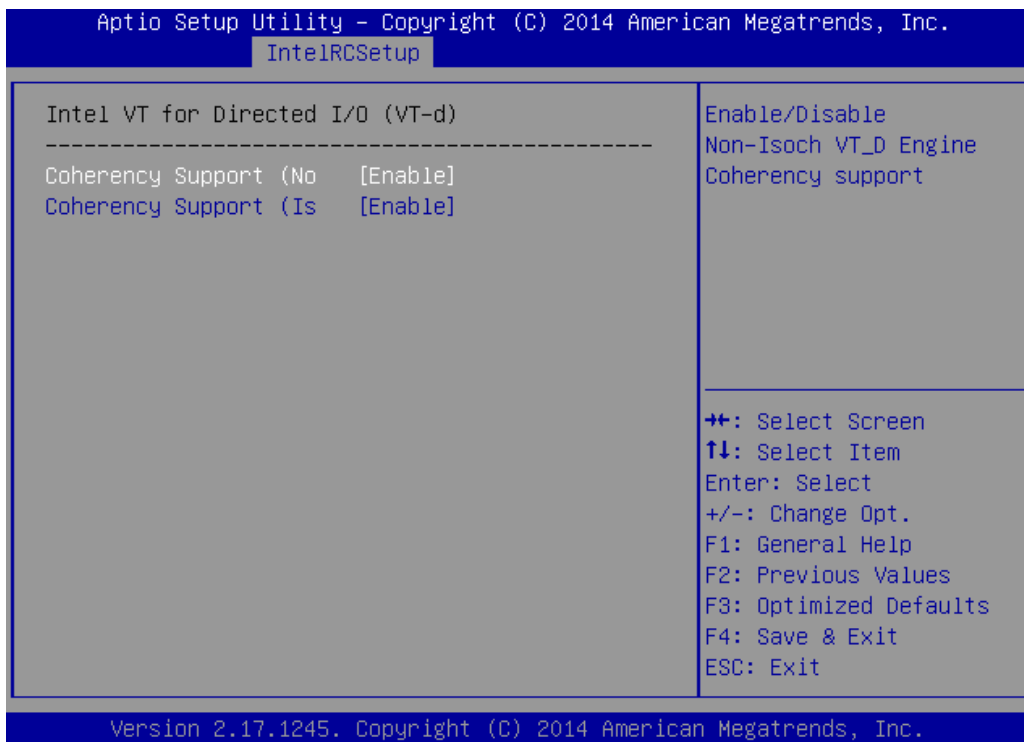 Aptio Setup Utility – Copyright (C) 2014 American Megatrends, Inc.
IntelRCSetup
Intel VT for Directed I/O (VT-d)
-----------------------------------------------
Coherency Support (No [Enable]
Coherency Support (Is [Enable]
Enable/Disable
Non-Isoch VT_D Engine
Coherency support
→←: Select Screen
↑↓: Select Item
Enter: Select
+/-: Change Opt.
F1: General Help
F2: Previous Values
F3: Optimized Defaults
F4: Save & Exit
ESC: Exit
Version 2.17.1245. Copyright (C) 2014 American Megatrends, Inc.